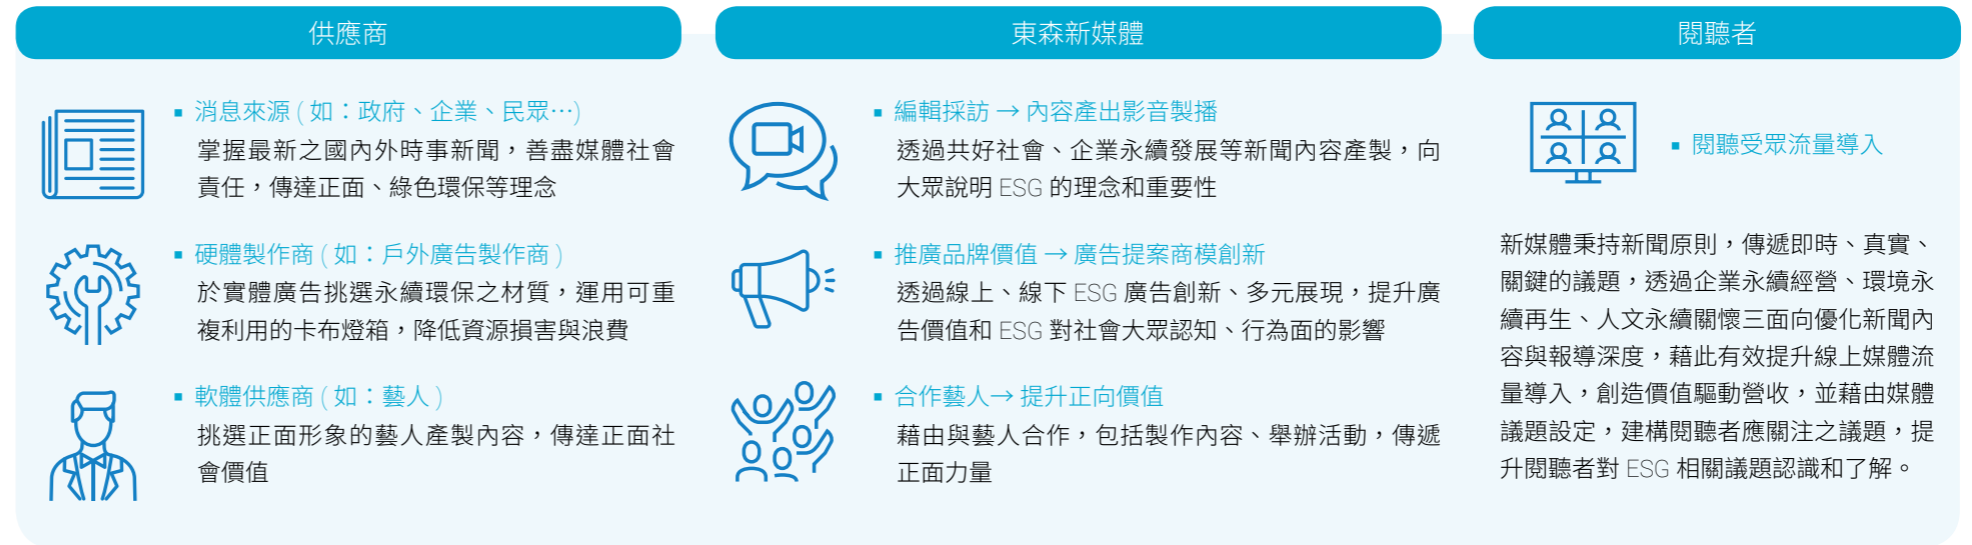 供應商
消息來源 ( 如：政府、企業、民眾…)
掌握最新之國內外時事新聞，善盡媒體社會
責任，傳達正面、綠色環保等理念
硬體製作商 ( 如：戶外廣告製作商 )
於實體廣告挑選永續環保之材質，運用可重
複利用的卡布燈箱，降低資源損害與浪費
軟體供應商 ( 如：藝人 )
挑選正面形象的藝人產製內容，傳達正面社
會價值
東森新媒體
編輯採訪 → 內容產出影音製播
透過共好社會、企業永續發展等新聞內容產製，向
大眾說明 ESG 的理念和重要性
推廣品牌價值 → 廣告提案商模創新
透過線上、線下 ESG 廣告創新、多元展現，提升廣
告價值和 ESG 對社會大眾認知、行為面的影響
合作藝人→ 提升正向價值
藉由與藝人合作，包括製作內容、舉辦活動，傳遞
正面力量
閱聽者
閱聽受眾流量導入
新媒體秉持新聞原則，傳遞即時、真實、
關鍵的議題，透過企業永續經營、環境永
續再生、人文永續關懷三面向優化新聞內
容與報導深度，藉此有效提升線上媒體流
量導入，創造價值驅動營收，並藉由媒體
議題設定，建構閱聽者應關注之議題，提
升閱聽者對 ESG 相關議題認識和了解。